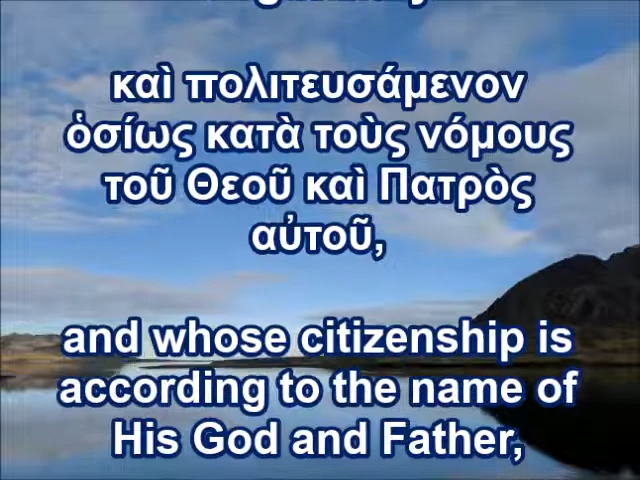 καὶ πολιτευσάμενον
ὁσίως κατὰ τοὺς νόμους
τοῦ Θεοῦ καὶ Πατρὸς
αὐτοῦ,
and whose citizenship is
according to the name of
His God and Father,